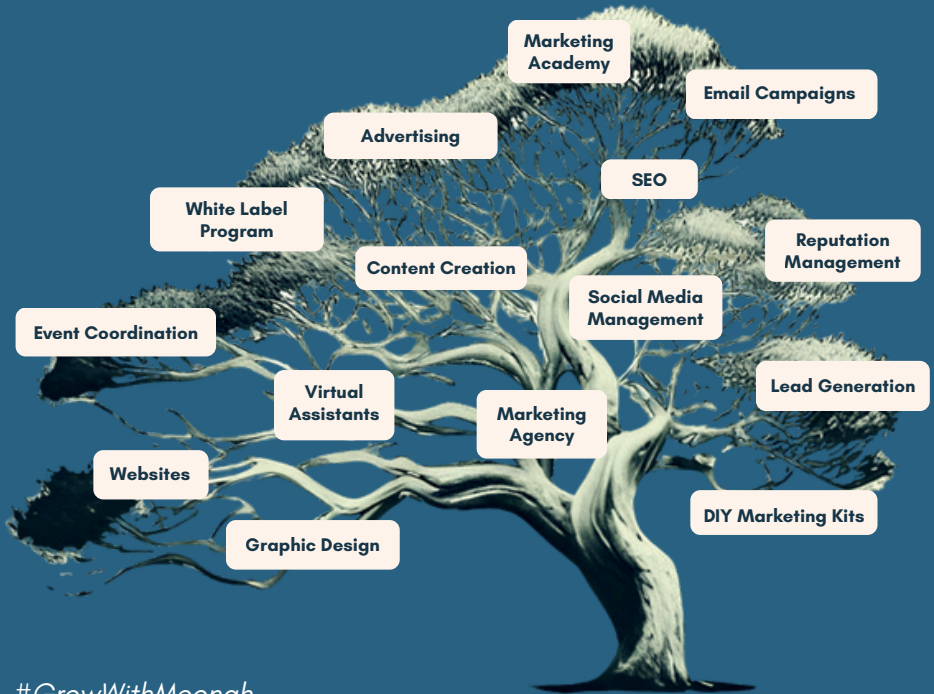 Marketing
Academy
Email Campaigns
Advertising
SEO
White Label
Program
Reputation
Management
Content Creation
Social Media
Management
Event Coordination
Lead Generation
Virtual
Assistants
Marketing
Agency
Websites
DIY Marketing Kits
Graphic Design
#GrowWithMoonah